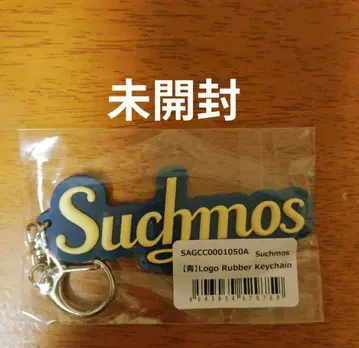 未開封
Suchmos
SAGCC0001050A Suchmos
【青】Logo Rubber Keychain